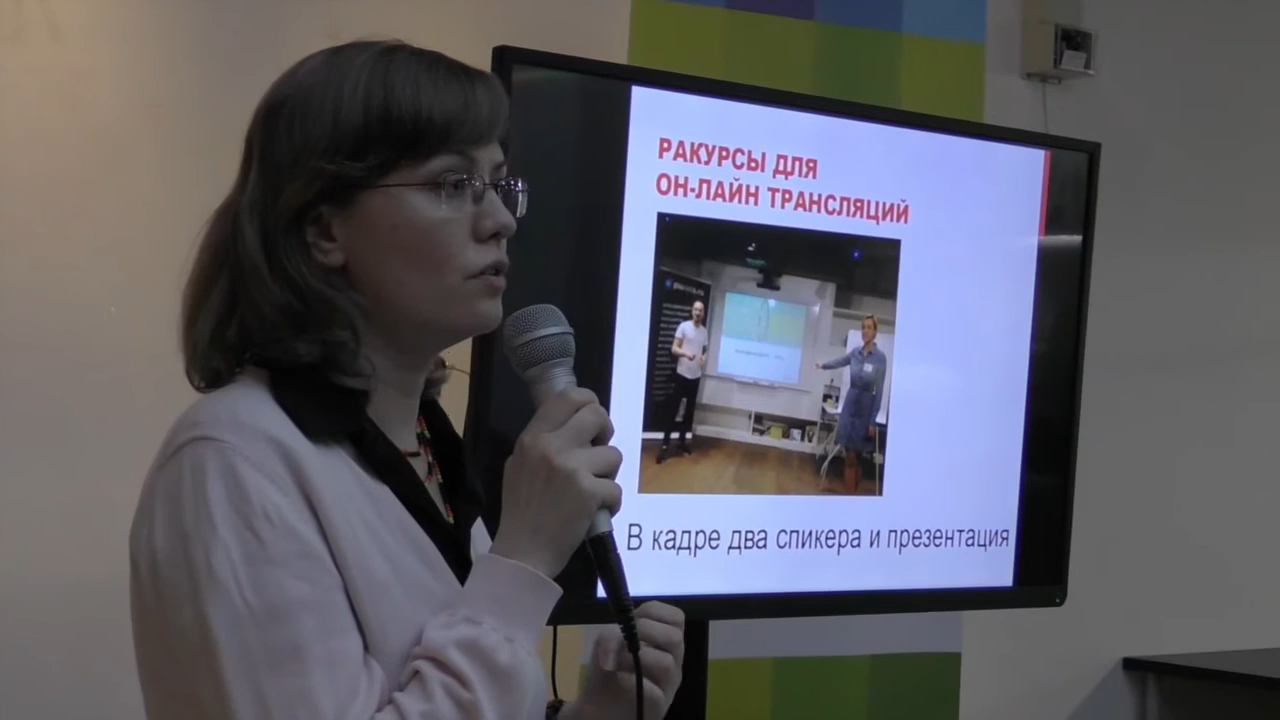 РАКУРСЫ ДЛЯ
ОН-ЛАЙН ТРАНСЛЯЦИЙ
В кадре два спикера и презентация